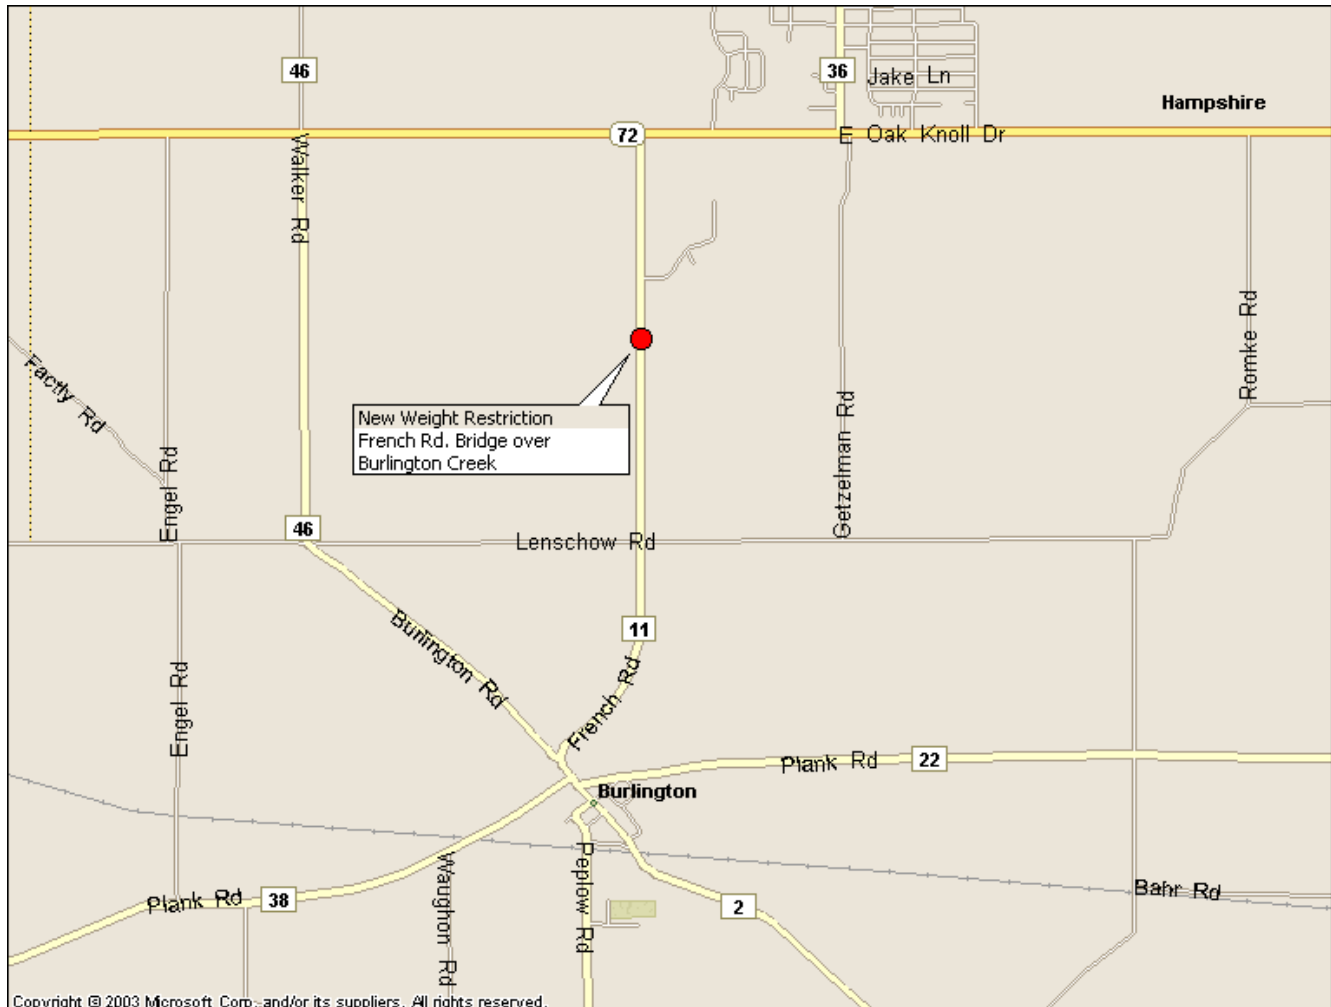 46
36
Jake Ln
Hampshire
72
E Oak Knoll Dr
Walker Rd
Romke Rd
Factly Rd
New Weight Restriction
French Rd. Bridge over
Burlington Creek
Getzelman Rd
Engel Rd
46
Lenschow Rd
11
Burlington Rd
French Rd
Engel Rd
Plank Rd
22
Burlington
Peplow Rd
Waughon Rd
Bahr Rd
Plank Rd
38
2
Copyright © 2003 Microsoft Corp. and/or its suppliers. All rights reserved.